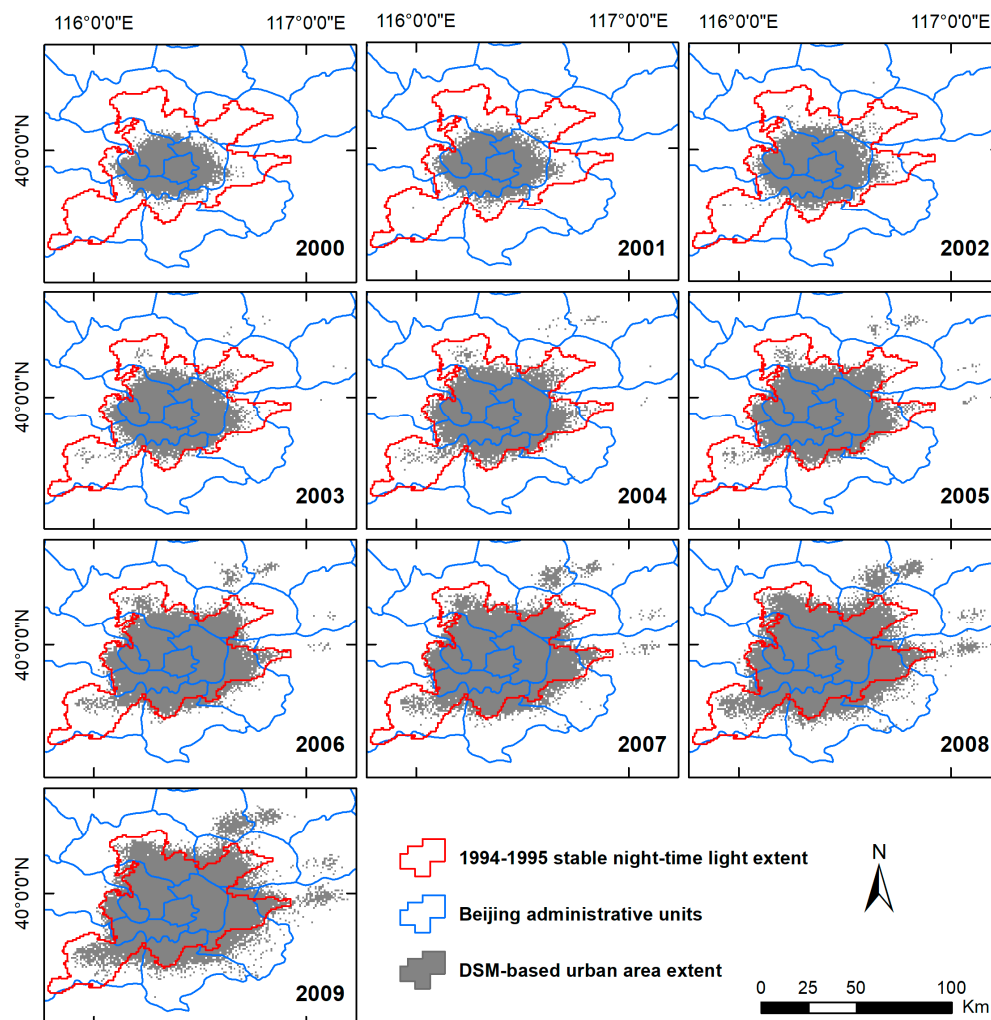 116°0'0"E 117°0'0"E 116°0'0"E 117°0'0"E 116°0'0"E 117°0'0"E
40°0'0"N
2000 2001 2002
40°0'0"N
2003 2004 2005
40°0'0"N
2006 2007 2008
40°0'0"N
2009
1994-1995 stable night-time light extent
Beijing administrative units
DSM-based urban area extent
N
0 25 50 100
Km